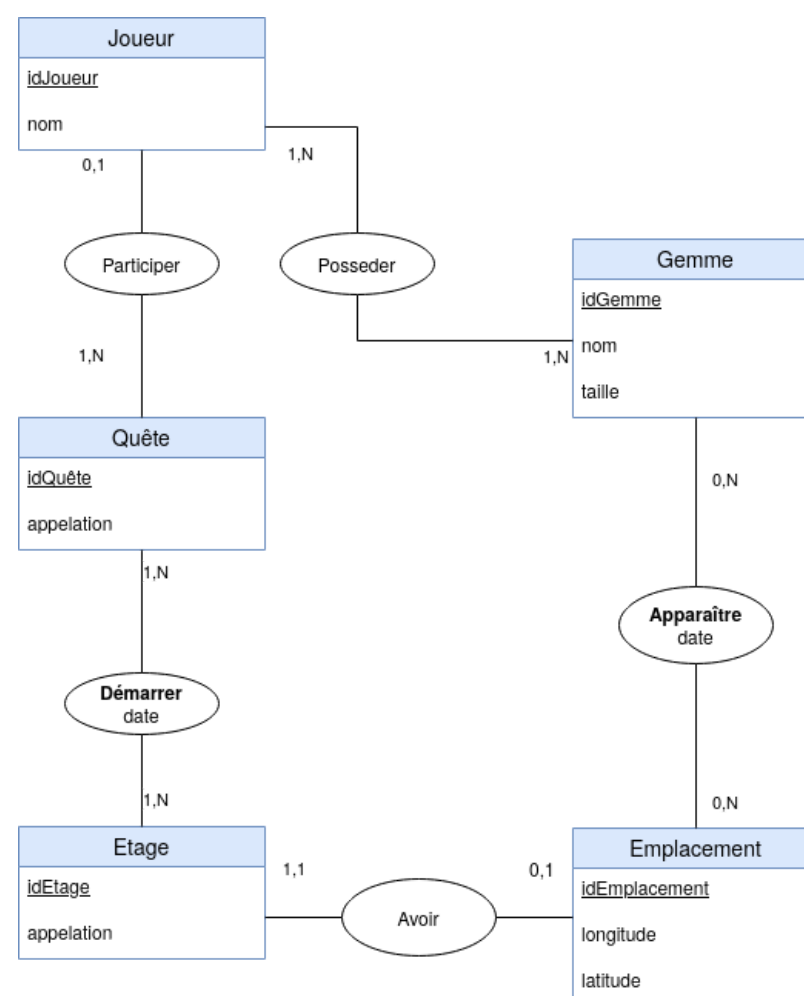 Joueur
idJoueur
nom
0,1
1,N
Participer
Posseder
Gemme
idGemme
nom
taille
1,N
1,N
Quête
idQuête
appelation
0,N
1,N
Apparaître
date
Démarrer
date
1,N
0,N
Etage
idEtage
appelation
1,1
0,1
Avoir
Emplacement
idEmplacement
longitude
latitude